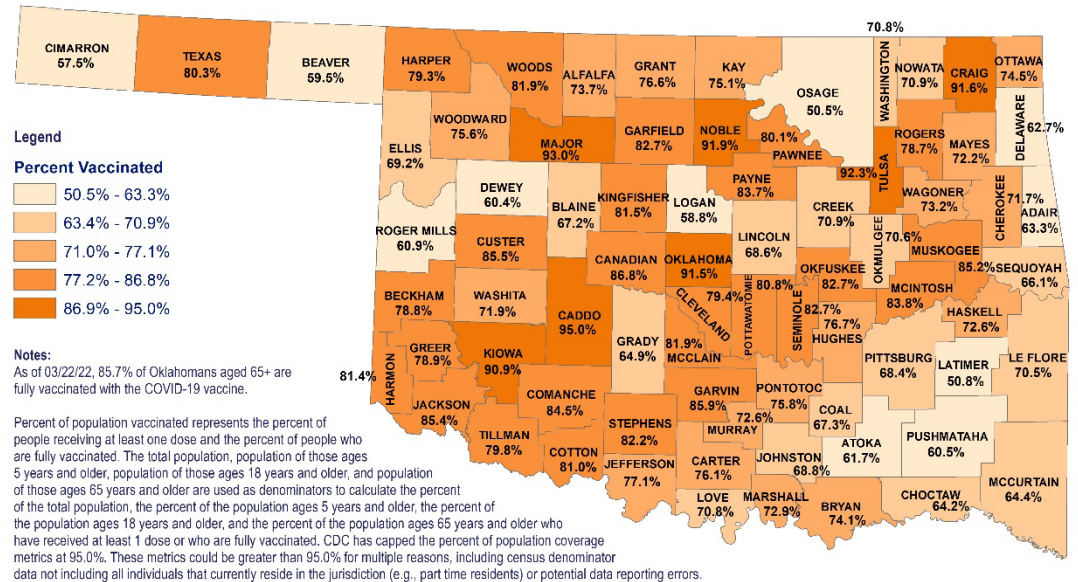 70.8%
CIMARRON
57.5%
TEXAS
80.3%
BEAVER
59.5%
HARPER
79.3%
WOODS
81.9%
ALFALFA
73.7%
GRANT
76.6%
KAY
75.1%
OSAGE
50.5%
WASHINGTON
NOWATA
70.9%
CRAIG
91.6%
OTTAWA
74.5%
DELAWARE
62.7%
WOODWARD
75.6%
ELLIS
69.2%
MAJOR
93.0%
GARFIELD
82.7%
NOBLE
91.9%
80.1%
PAWNEE
92.3%
TULSA
ROGERS
78.7%
MAYES
72.2%
DEWEY
60.4%
BLAINE
67.2%
KINGFISHER
81.5%
LOGAN
58.8%
PAYNE
83.7%
CREEK
70.9%
WAGONER
73.2%
CHEROKEE
71.7%
ADAIR
63.3%
ROGER MILLS
60.9%
CUSTER
85.5%
CANADIAN
86.8%
OKLAHOMA
91.5%
LINCOLN
68.6%
OKMULGEE
70.6%
MUSKOGEE
85.2%
SEQUOYAH
66.1%
OKFUSKEE
82.7%
MCINTOSH
83.8%
BECKHAM
78.8%
WASHITA
71.9%
CADDO
95.0%
GRADY
64.9%
CLEVELAND
79.4%
POTTAWATOMIE
80.8%
SEMINOLE
82.7%
76.7%
HUGHES
HASKELL
72.6%
PITTSBURG
68.4%
LATIMER
50.8%
LE FLORE
70.5%
81.9%
MCCLAIN
GREER
78.9%
KIOWA
90.9%
81.4%
HARMON
JACKSON
85.4%
COMANCHE
84.5%
GARVIN
85.9%
PONTOTOC
75.8%
COAL
67.3%
TILLMAN
79.8%
STEPHENS
82.2%
72.6%
MURRAY
JOHNSTON
68.8%
ATOKA
61.7%
PUSHMATAHA
60.5%
COTTON
81.0%
JEFFERSON
77.1%
CARTER
76.1%
MCCURTAIN
64.4%
LOVE
70.8%
MARSHALL
72.9%
BRYAN
74.1%
CHOCTAW
64.2%
Legend
Percent Vaccinated
50.5% - 63.3%
63.4% - 70.9%
71.0% - 77.1%
77.2% - 86.8%
86.9% - 95.0%
Notes:
As of 03/22/22, 85.7% of Oklahomans aged 65+ are
fully vaccinated with the COVID-19 vaccine.
Percent of population vaccinated represents the percent of
people receiving at least one dose and the percent of people who
are fully vaccinated. The total population, population of those ages
5 years and older, population of those ages 18 years and older, and population
of those ages 65 years and older are used as denominators to calculate the percent
of the total population, the percent of the population ages 5 years and older, the percent of
the population ages 18 years and older, and the percent of the population ages 65 years and older who
have received at least 1 dose or who are fully vaccinated. CDC has capped the percent of population coverage
metrics at 95.0%. These metrics could be greater than 95.0% for multiple reasons, including census denominator
data not including all individuals that currently reside in the jurisdiction (e.g., part time residents) or potential data reporting errors.